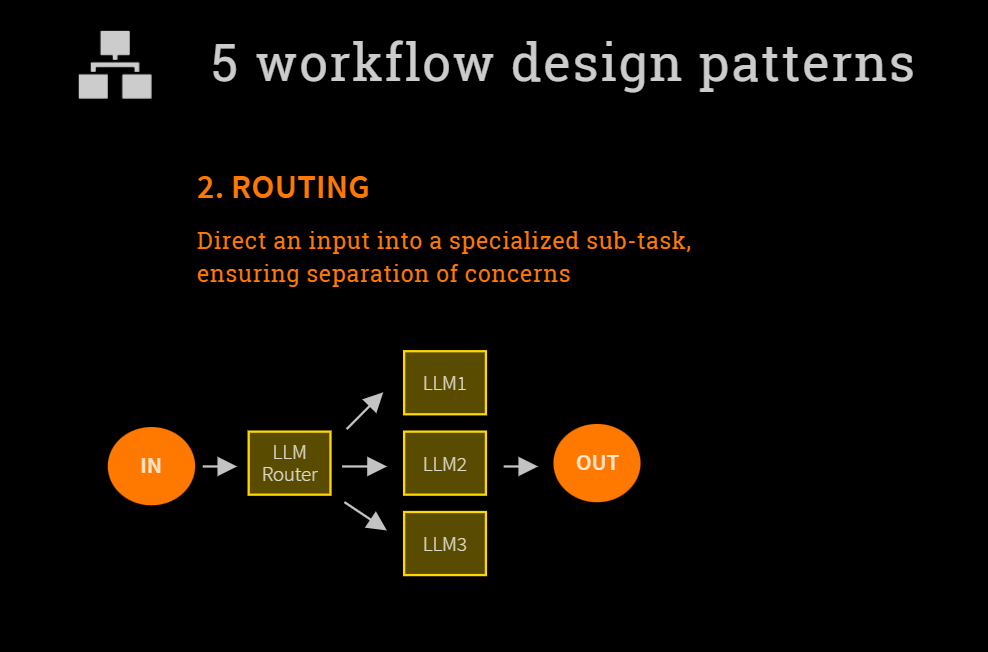 5 workflow design patterns
2. ROUTING
Direct an input into a specialized sub-task,
ensuring separation of concerns
IN
LLM
Router
LLM1
LLM2
LLM3
OUT